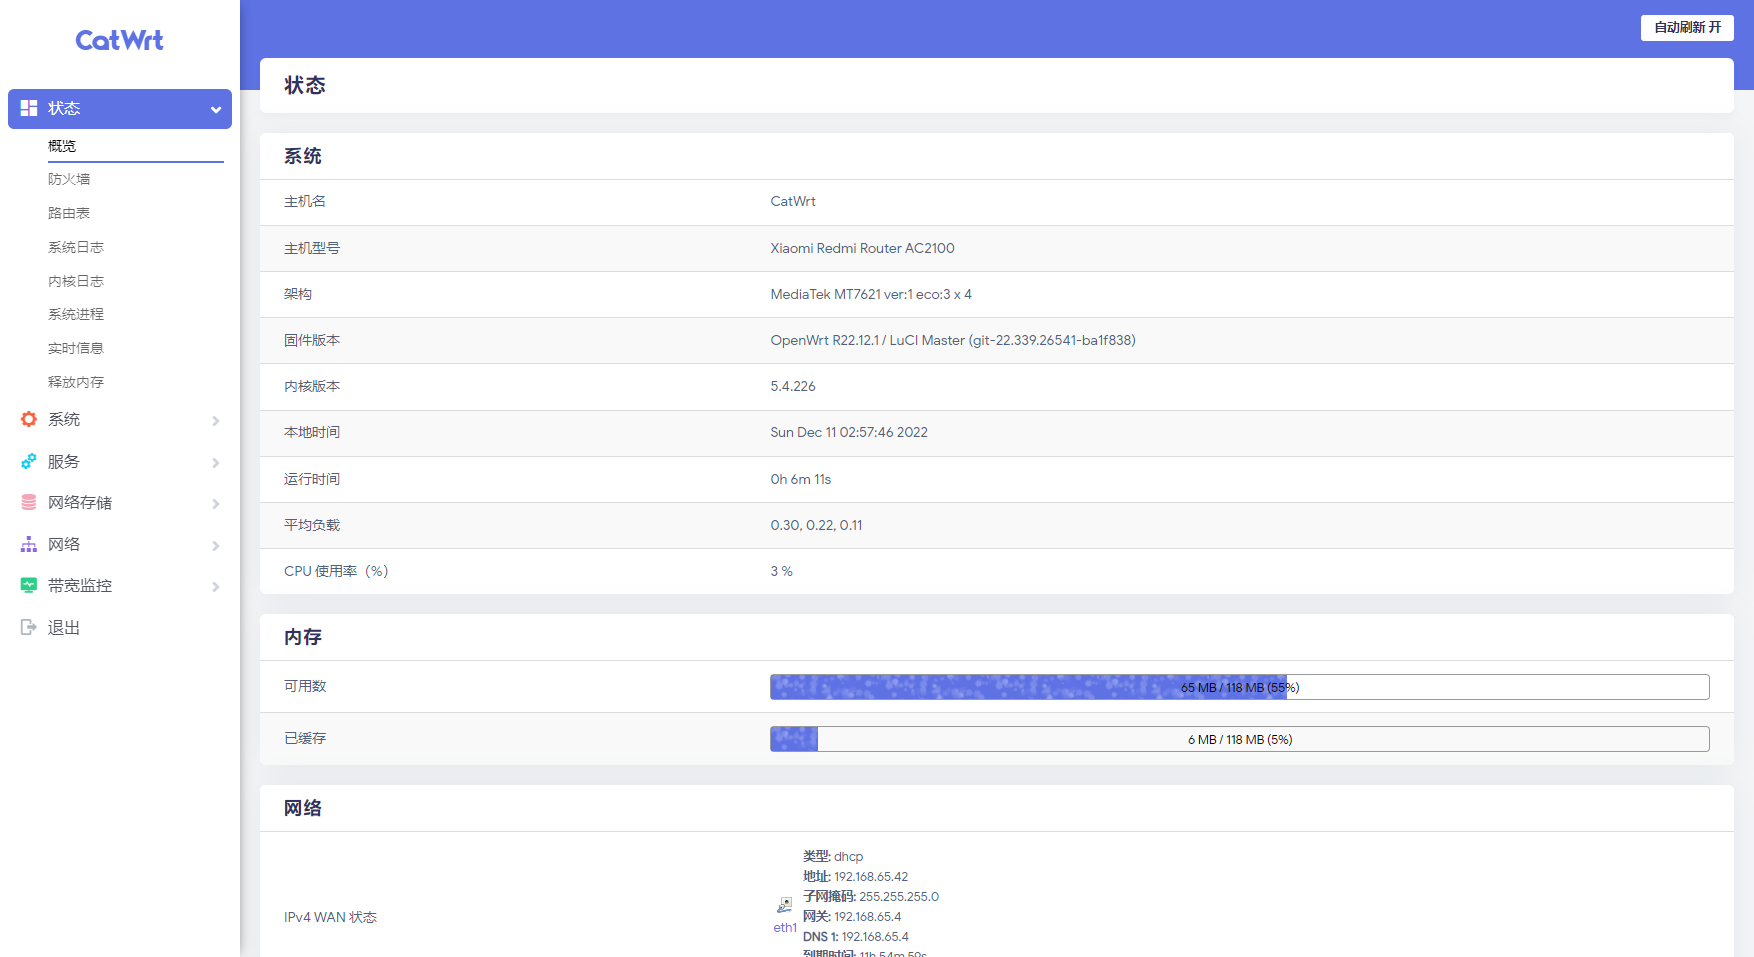 CatWrt
自动刷新 开
状态
概览
防火墙
路由表
系统日志
内核日志
系统进程
实时信息
释放内存
系统
服务
网络存储
网络
带宽监控
退出
状态
系统
主机名 CatWrt
主机型号 Xiaomi Redmi Router AC2100
架构 MediaTek MT7621 ver:1 eco:3 x 4
固件版本 OpenWrt R22.12.1 / LuCI Master (git-22.339.26541-ba1f838)
内核版本 5.4.226
本地时间 Sun Dec 11 02:57:46 2022
运行时间 0h 6m 11s
平均负载 0.30, 0.22, 0.11
CPU 使用率（%） 3 %
内存
可用数 65 MB / 118 MB (55%)
已缓存 6 MB / 118 MB (5%)
网络
IPv4 WAN 状态
eth1
类型: dhcp
地址: 192.168.65.42
子网掩码: 255.255.255.0
网关: 192.168.65.4
DNS 1: 192.168.65.4
到期时间: 11h 54m 59s